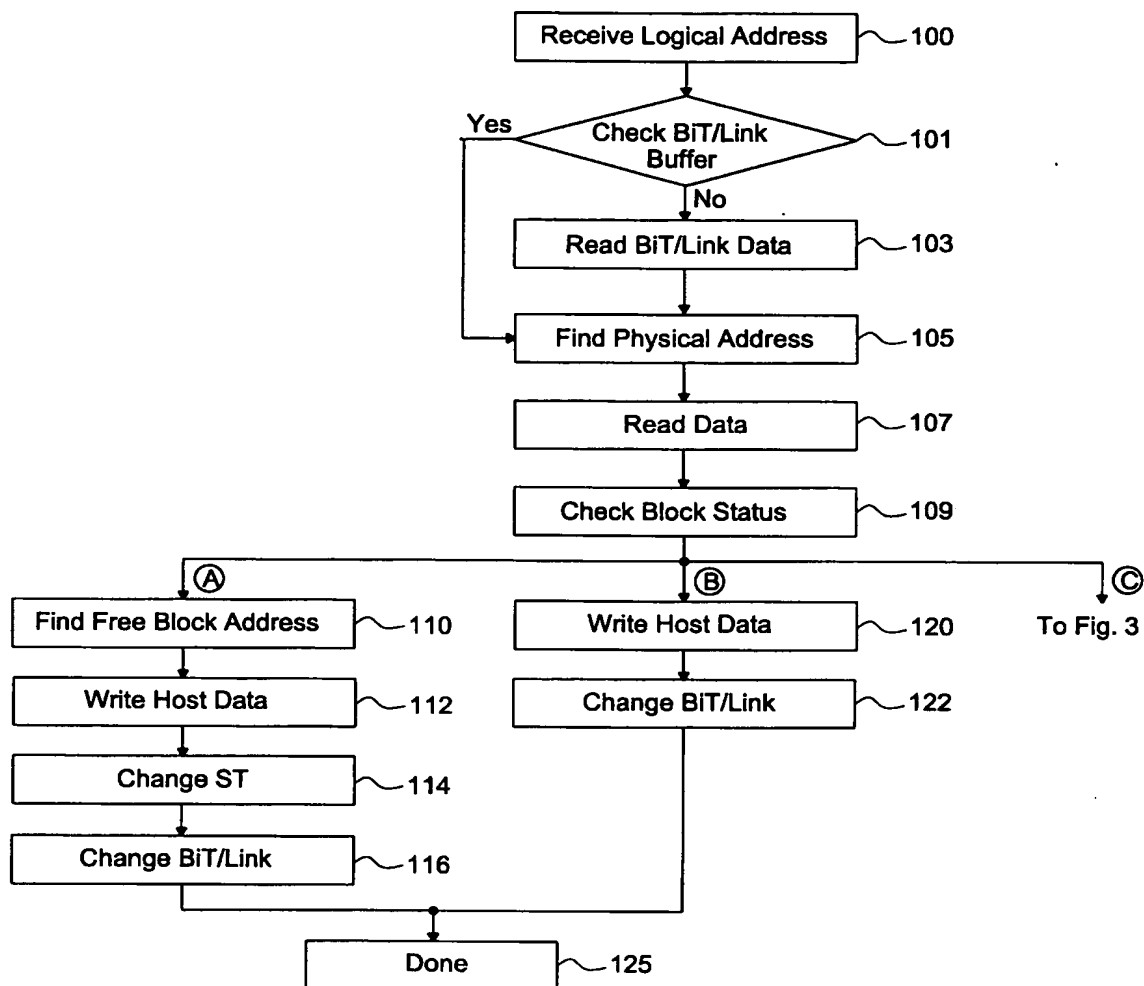 Receive Logical Address 100
Yes
Check BiT/Link
Buffer
101
No
Read BiT/Link Data 103
Find Physical Address 105
Read Data 107
Check Block Status 109
A B C
Find Free Block Address 110
Write Host Data 120
To Fig. 3
Write Host Data 112
Change BiT/Link 122
Change ST 114
Change BiT/Link 116
Done 125